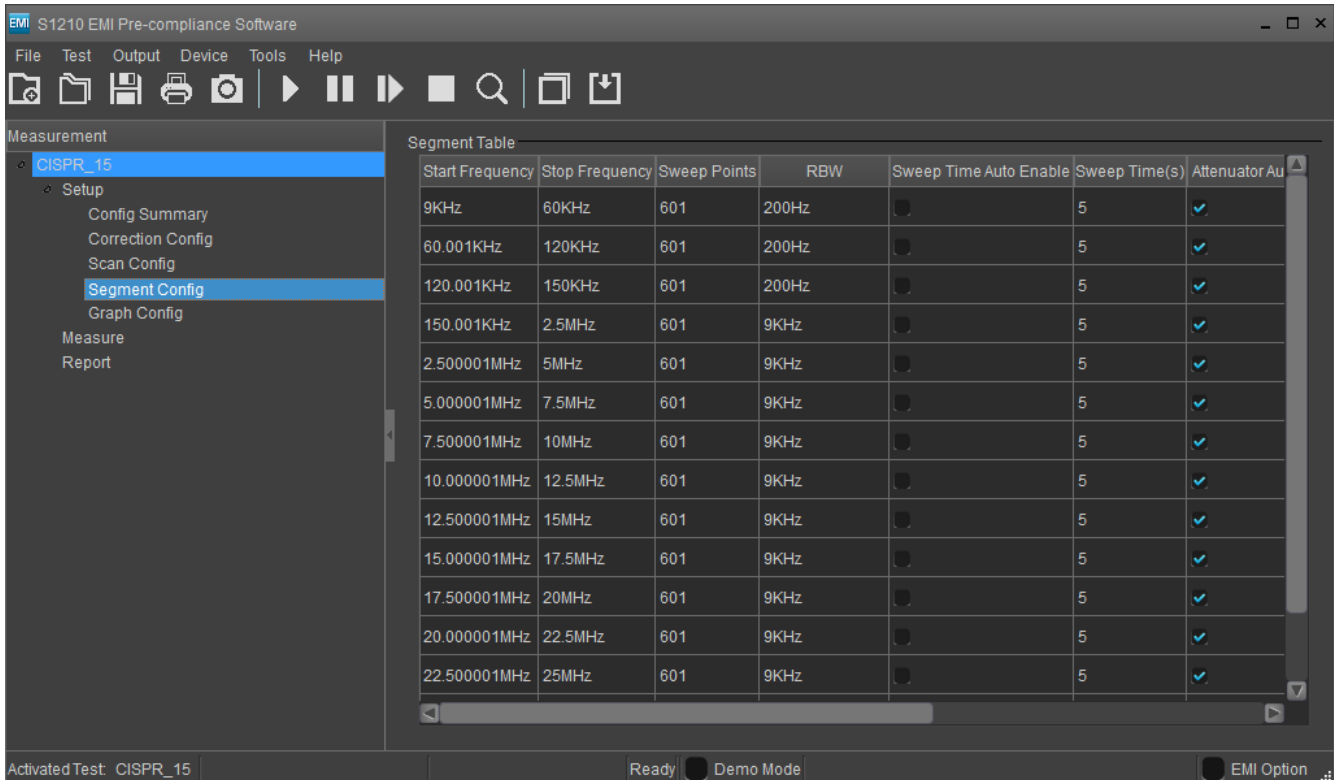 EMI S1210 EMI Pre-compliance Software
File Test Output Device Tools Help
Measurement
CISPR_15
Setup
Config Summary
Correction Config
Scan Config
Segment Config
Graph Config
Measure
Report
Segment Table
Start Frequency Stop Frequency Sweep Points RBW Sweep Time Auto Enable Sweep Time(s) Attenuator Au
9KHz 60KHz 601 200Hz 5
60.001KHz 120KHz 601 200Hz 5
120.001KHz 150KHz 601 200Hz 5
150.001KHz 2.5MHz 601 9KHz 5
2.500001MHz 5MHz 601 9KHz 5
5.000001MHz 7.5MHz 601 9KHz 5
7.500001MHz 10MHz 601 9KHz 5
10.000001MHz 12.5MHz 601 9KHz 5
12.500001MHz 15MHz 601 9KHz 5
15.000001MHz 17.5MHz 601 9KHz 5
17.500001MHz 20MHz 601 9KHz 5
20.000001MHz 22.5MHz 601 9KHz 5
22.500001MHz 25MHz 601 9KHz 5
Activated Test: CISPR_15 Ready Demo Mode EMI Option